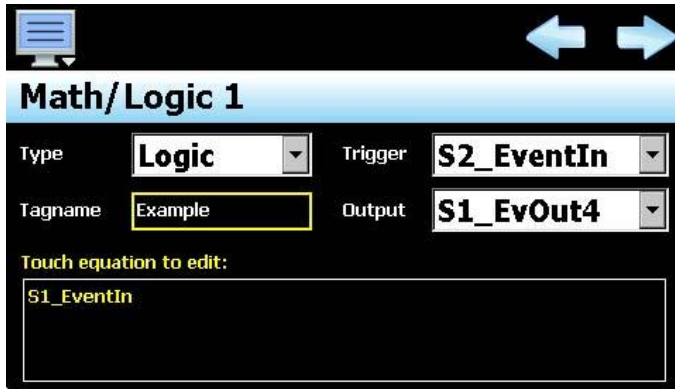 Math/Logic 1
Type Logic Trigger S2_EventIn
Tagname Example Output S1_EvOut4
Touch equation to edit:
S1_EventIn